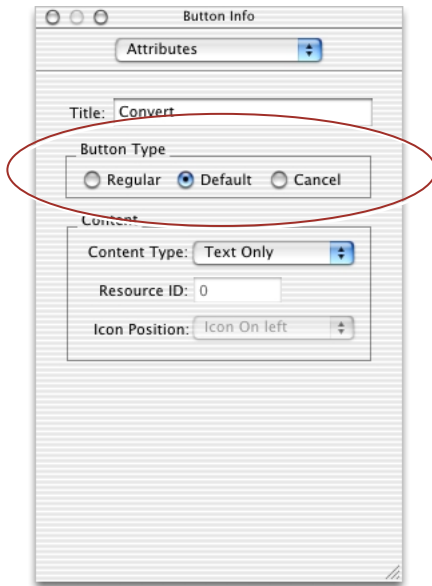 Button Info
Attributes
Title: Convert
Button Type
Regular Default Cancel
Content
Content Type: Text Only
Resource ID: 0
Icon Position: Icon On left